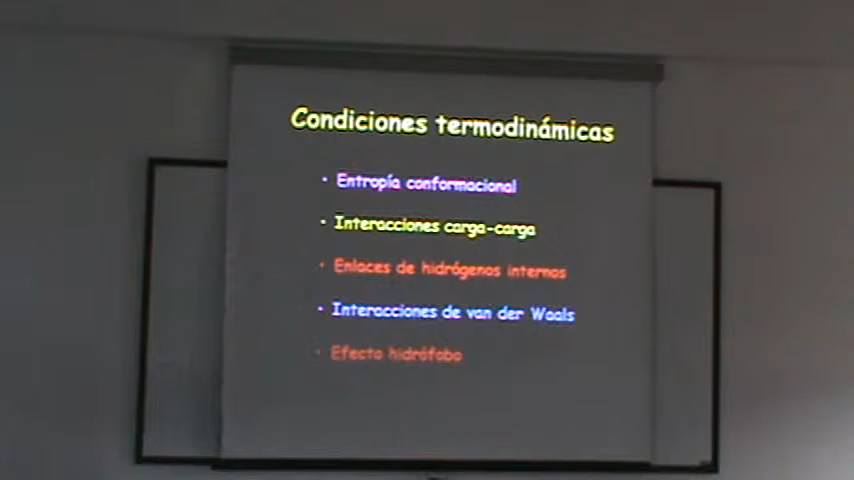 Condiciones termodinámicas
• Entropía conformacional
• Interacciones carga-carga
• Enlaces de hidrógenos internos
• Interacciones de van der Waals
• Efecto hidrófobo